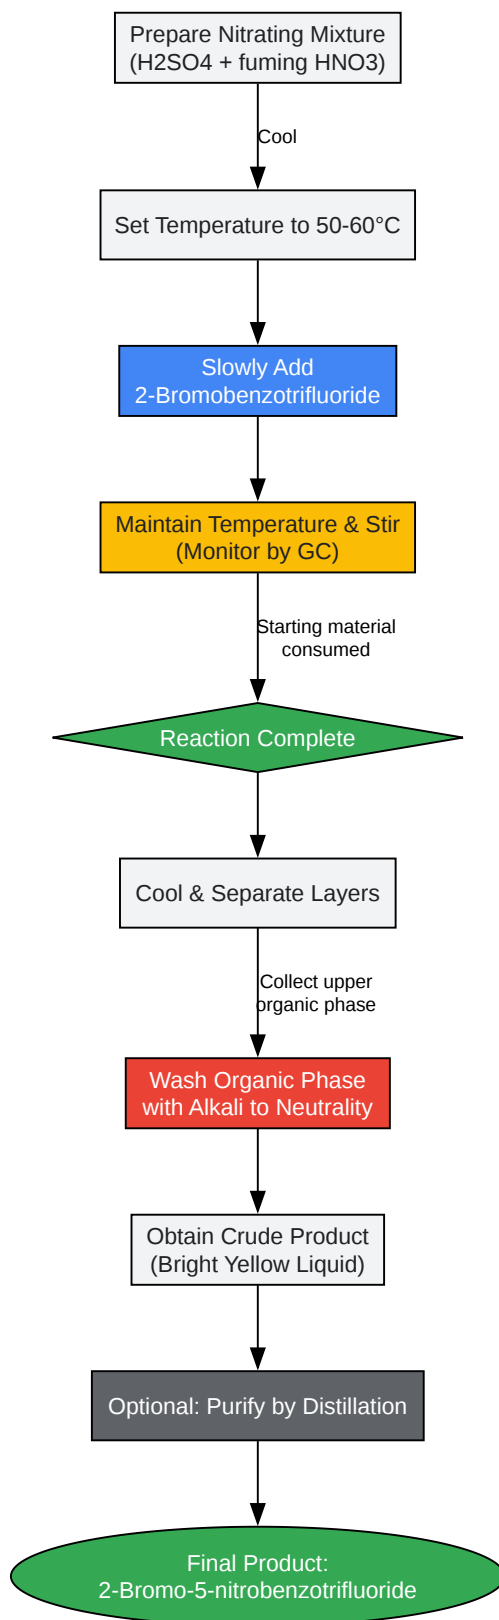 Prepare Nitrating Mixture
(H2SO4 + fuming HNO3)
Cool
Set Temperature to 50-60°C
Slowly Add
2-Bromobenzotrifluoride
Maintain Temperature & Stir
(Monitor by GC)
Starting material
consumed
Reaction Complete
Cool & Separate Layers
Collect upper
organic phase
Wash Organic Phase
with Alkali to Neutrality
Obtain Crude Product
(Bright Yellow Liquid)
Optional: Purify by Distillation
Final Product:
2-Bromo-5-nitrobenzotrifluoride